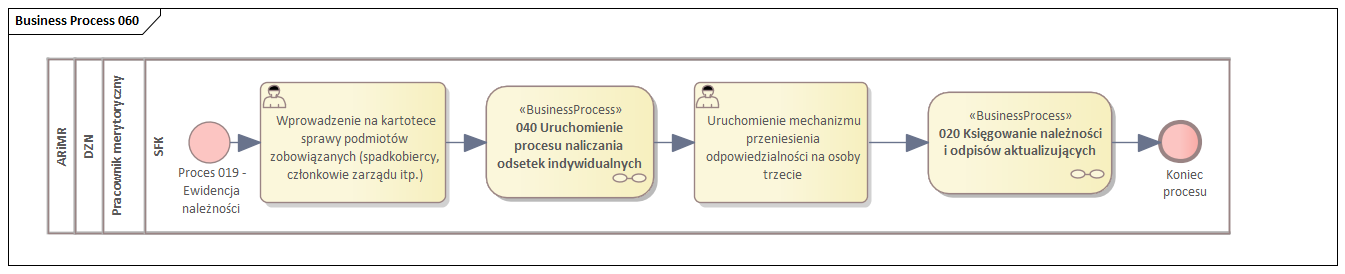 Business Process 060
ARiMR
DZN
Pracownik merytoryczny
SFK
Proces 019 -
Ewidencja
należności
Wprowadzenie na kartotece
sprawy podmiotów
zobowiązanych (spadkobiercy,
członkowie zarządu itp.)
«BusinessProcess»
040 Uruchomienie
procesu naliczania
odsetek indywidualnych
Uruchomienie mechanizmu
przeniesienia
odpowiedzialności na osoby
trzecie
«BusinessProcess»
020 Księgowanie należności
i odpisów aktualizujących
Koniec
procesu